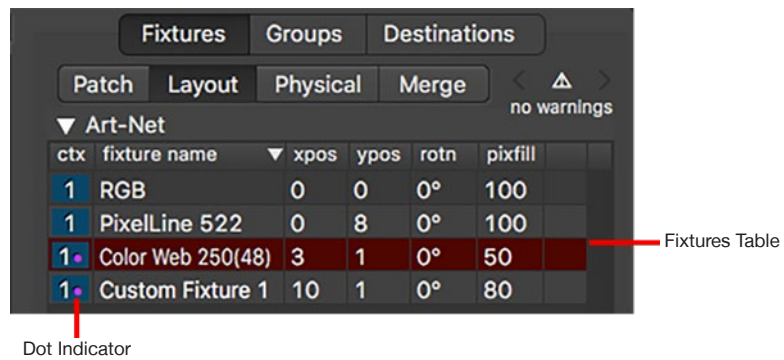 Fixtures Groups Destinations
Patch Layout Physical Merge
no warnings
▼ Art-Net
ctx fixture name ▼ xpos ypos rotn pixfill
1 RGB 0 0 0° 100
1 PixelLine 522 0 8 0° 100
1 Color Web 250(48) 3 1 0° 50
1 Custom Fixture 1 10 1 0° 80
Fixtures Table
Dot Indicator